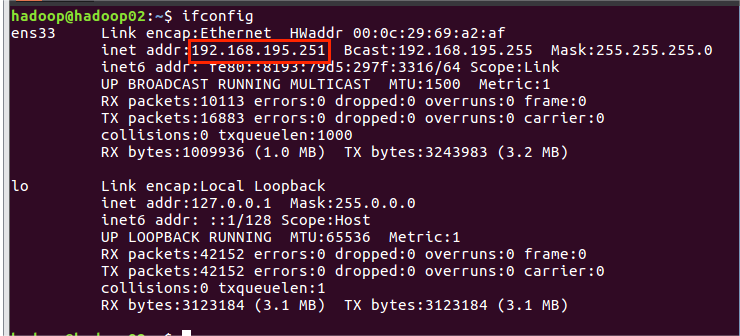 hadoop@hadoop02:~$ ifconfig
ens33     Link encap:Ethernet  HWaddr 00:0c:29:69:a2:af
          inet addr:192.168.195.251  Bcast:192.168.195.255  Mask:255.255.255.0
          inet6 addr: fe80::8193:79d5:297f:3316/64 Scope:Link
          UP BROADCAST RUNNING MULTICAST  MTU:1500  Metric:1
          RX packets:10113 errors:0 dropped:0 overruns:0 frame:0
          TX packets:16883 errors:0 dropped:0 overruns:0 carrier:0
          collisions:0 txqueuelen:1000
          RX bytes:1009936 (1.0 MB)  TX bytes:3243983 (3.2 MB)

lo        Link encap:Local Loopback
          inet addr:127.0.0.1  Mask:255.0.0.0
          inet6 addr: ::1/128 Scope:Host
          UP LOOPBACK RUNNING  MTU:65536  Metric:1
          RX packets:42152 errors:0 dropped:0 overruns:0 frame:0
          TX packets:42152 errors:0 dropped:0 overruns:0 carrier:0
          collisions:0 txqueuelen:1
          RX bytes:3123184 (3.1 MB)  TX bytes:3123184 (3.1 MB)

hadoop@hadoop02:~$